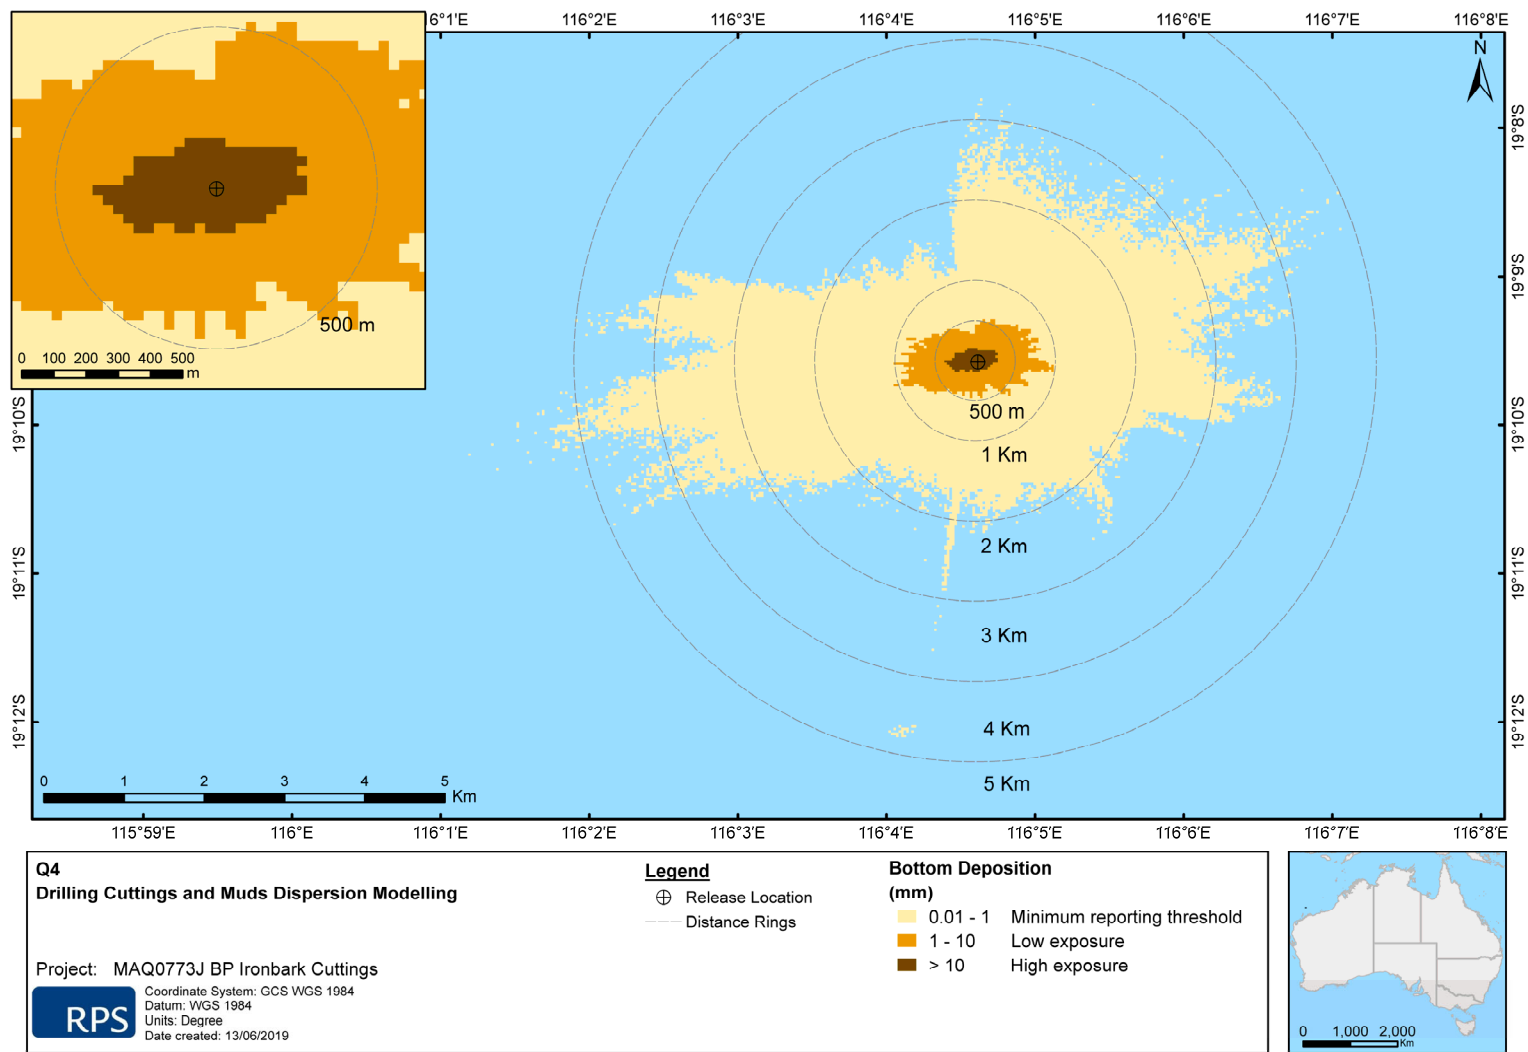 6°1'E 116°2'E 116°3'E 116°4'E 116°5'E 116°6'E 116°7'E 116°8'E
N
19°8'S
19°9'S
19°10'S 19°10'S
19°11'S 19°11'S
19°12'S 19°12'S
500 m
0 100 200 300 400 500
m
500 m
1 Km
2 Km
3 Km
4 Km
5 Km
0 1 2 3 4 5
Km
115°59'E 116°E 116°1'E 116°2'E 116°3'E 116°4'E 116°5'E 116°6'E 116°7'E 116°8'E
Q4
Drilling Cuttings and Muds Dispersion Modelling
Project: MAQ0773J BP Ironbark Cuttings
RPS
Coordinate System: GCS WGS 1984
Datum: WGS 1984
Units: Degree
Date created: 13/06/2019
Legend
Release Location
Distance Rings
Bottom Deposition
(mm)
0.01 - 1 Minimum reporting threshold
1 - 10 Low exposure
> 10 High exposure
0 1,000 2,000
Km